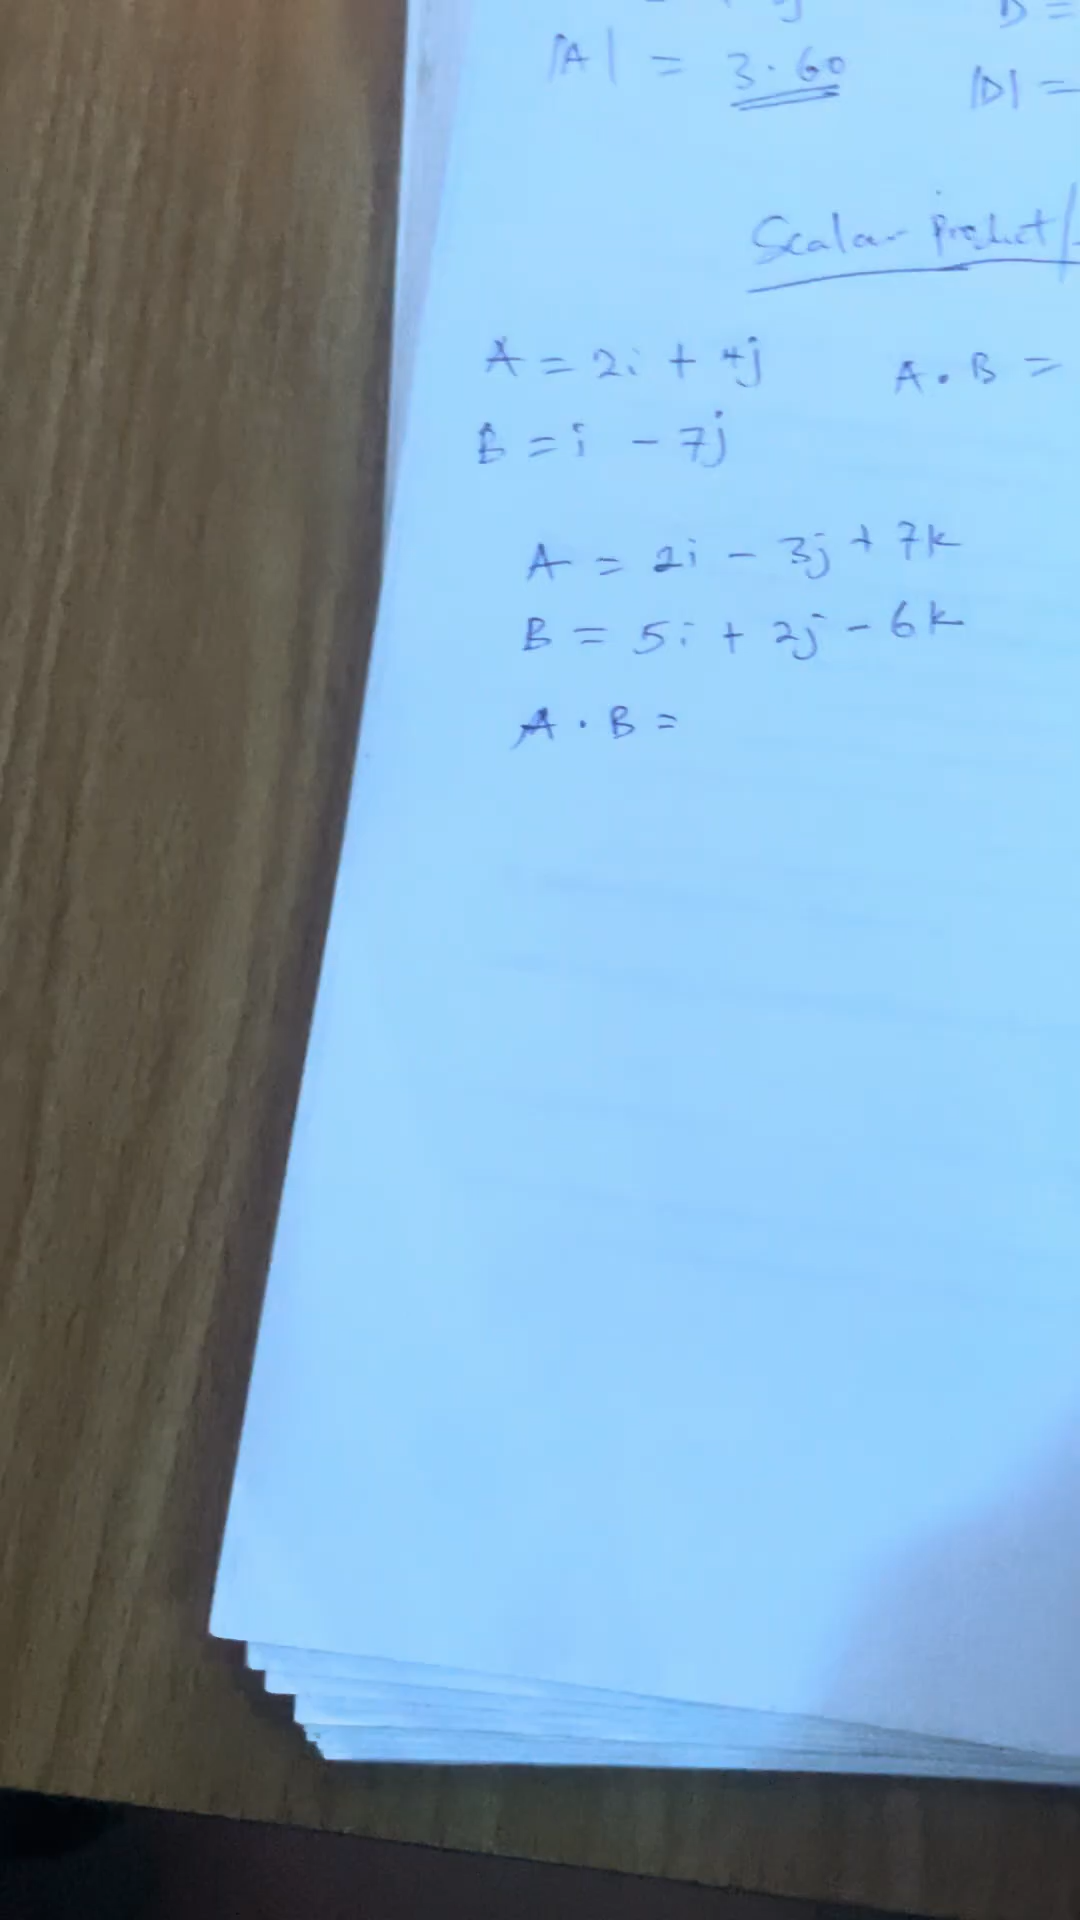 D =
|A| = 3.60
|D| =
Scalar Product/
A = 2i + 4j
A . B =
B = i - 7j
A = 2i - 3j + 7k
B = 5i + 2j - 6k
A . B =